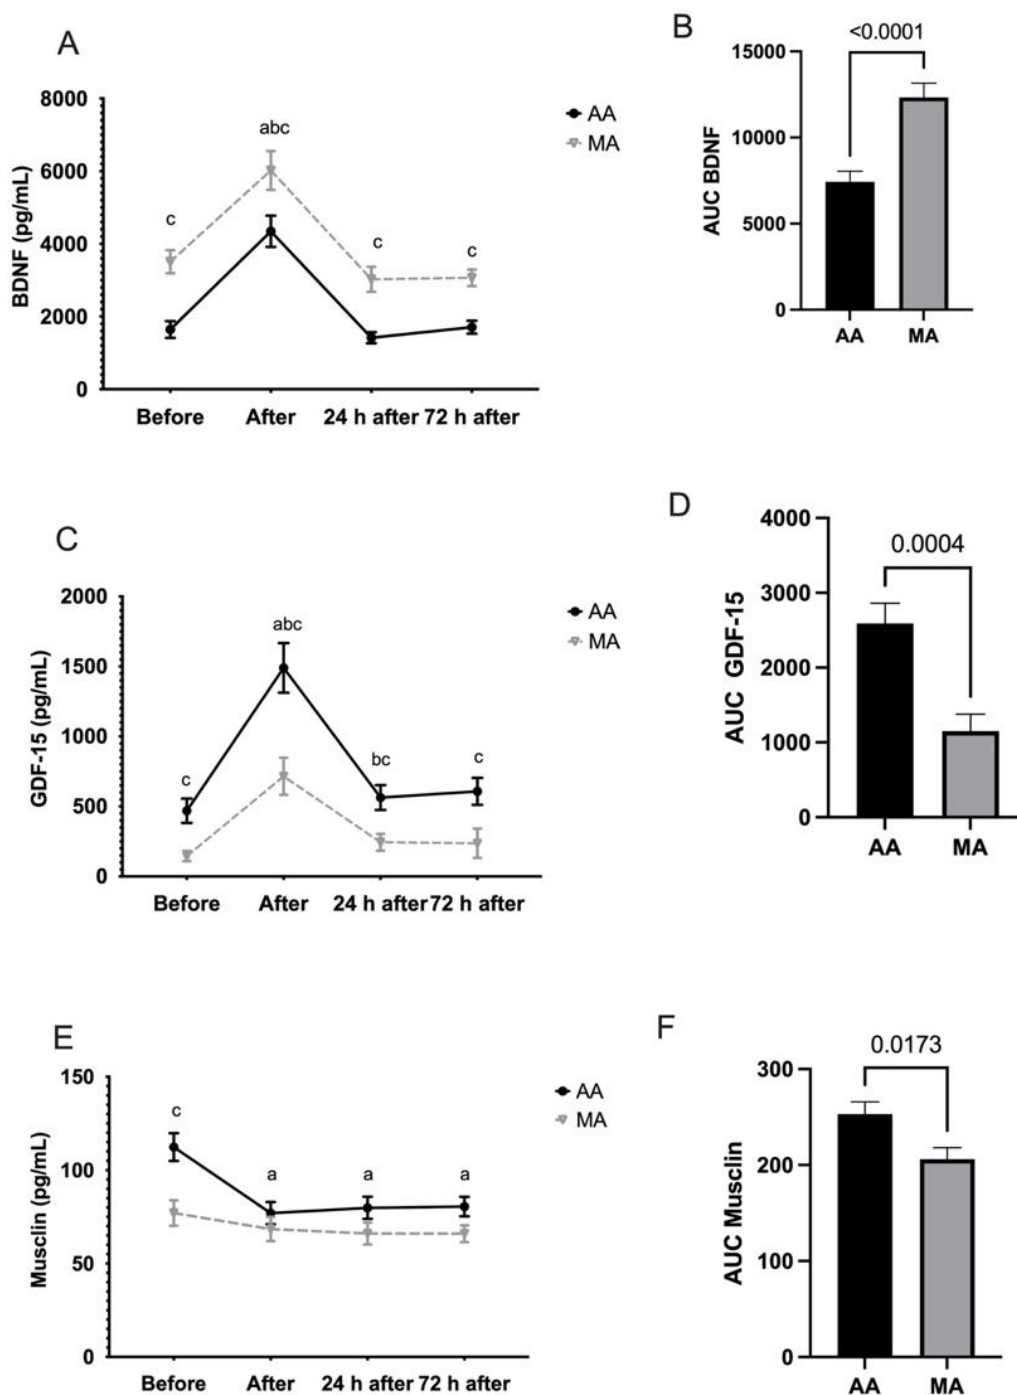 A
BDNF (pg/mL)
8000
6000
4000
2000
0
c
abc
c
c
Before After 24 h after 72 h after
AA
MA
B
<0.0001
AUC BDNF
15000
10000
5000
0
AA MA
C
GDF-15 (pg/mL)
2000
1500
1000
500
0
c
abc
bc
c
Before After 24 h after 72 h after
AA
MA
D
0.0004
AUC GDF-15
4000
3000
2000
1000
0
AA MA
E
Musclin (pg/mL)
150
100
50
0
c
a
a
a
Before After 24 h after 72 h after
AA
MA
F
0.0173
AUC Musclin
300
200
100
0
AA MA